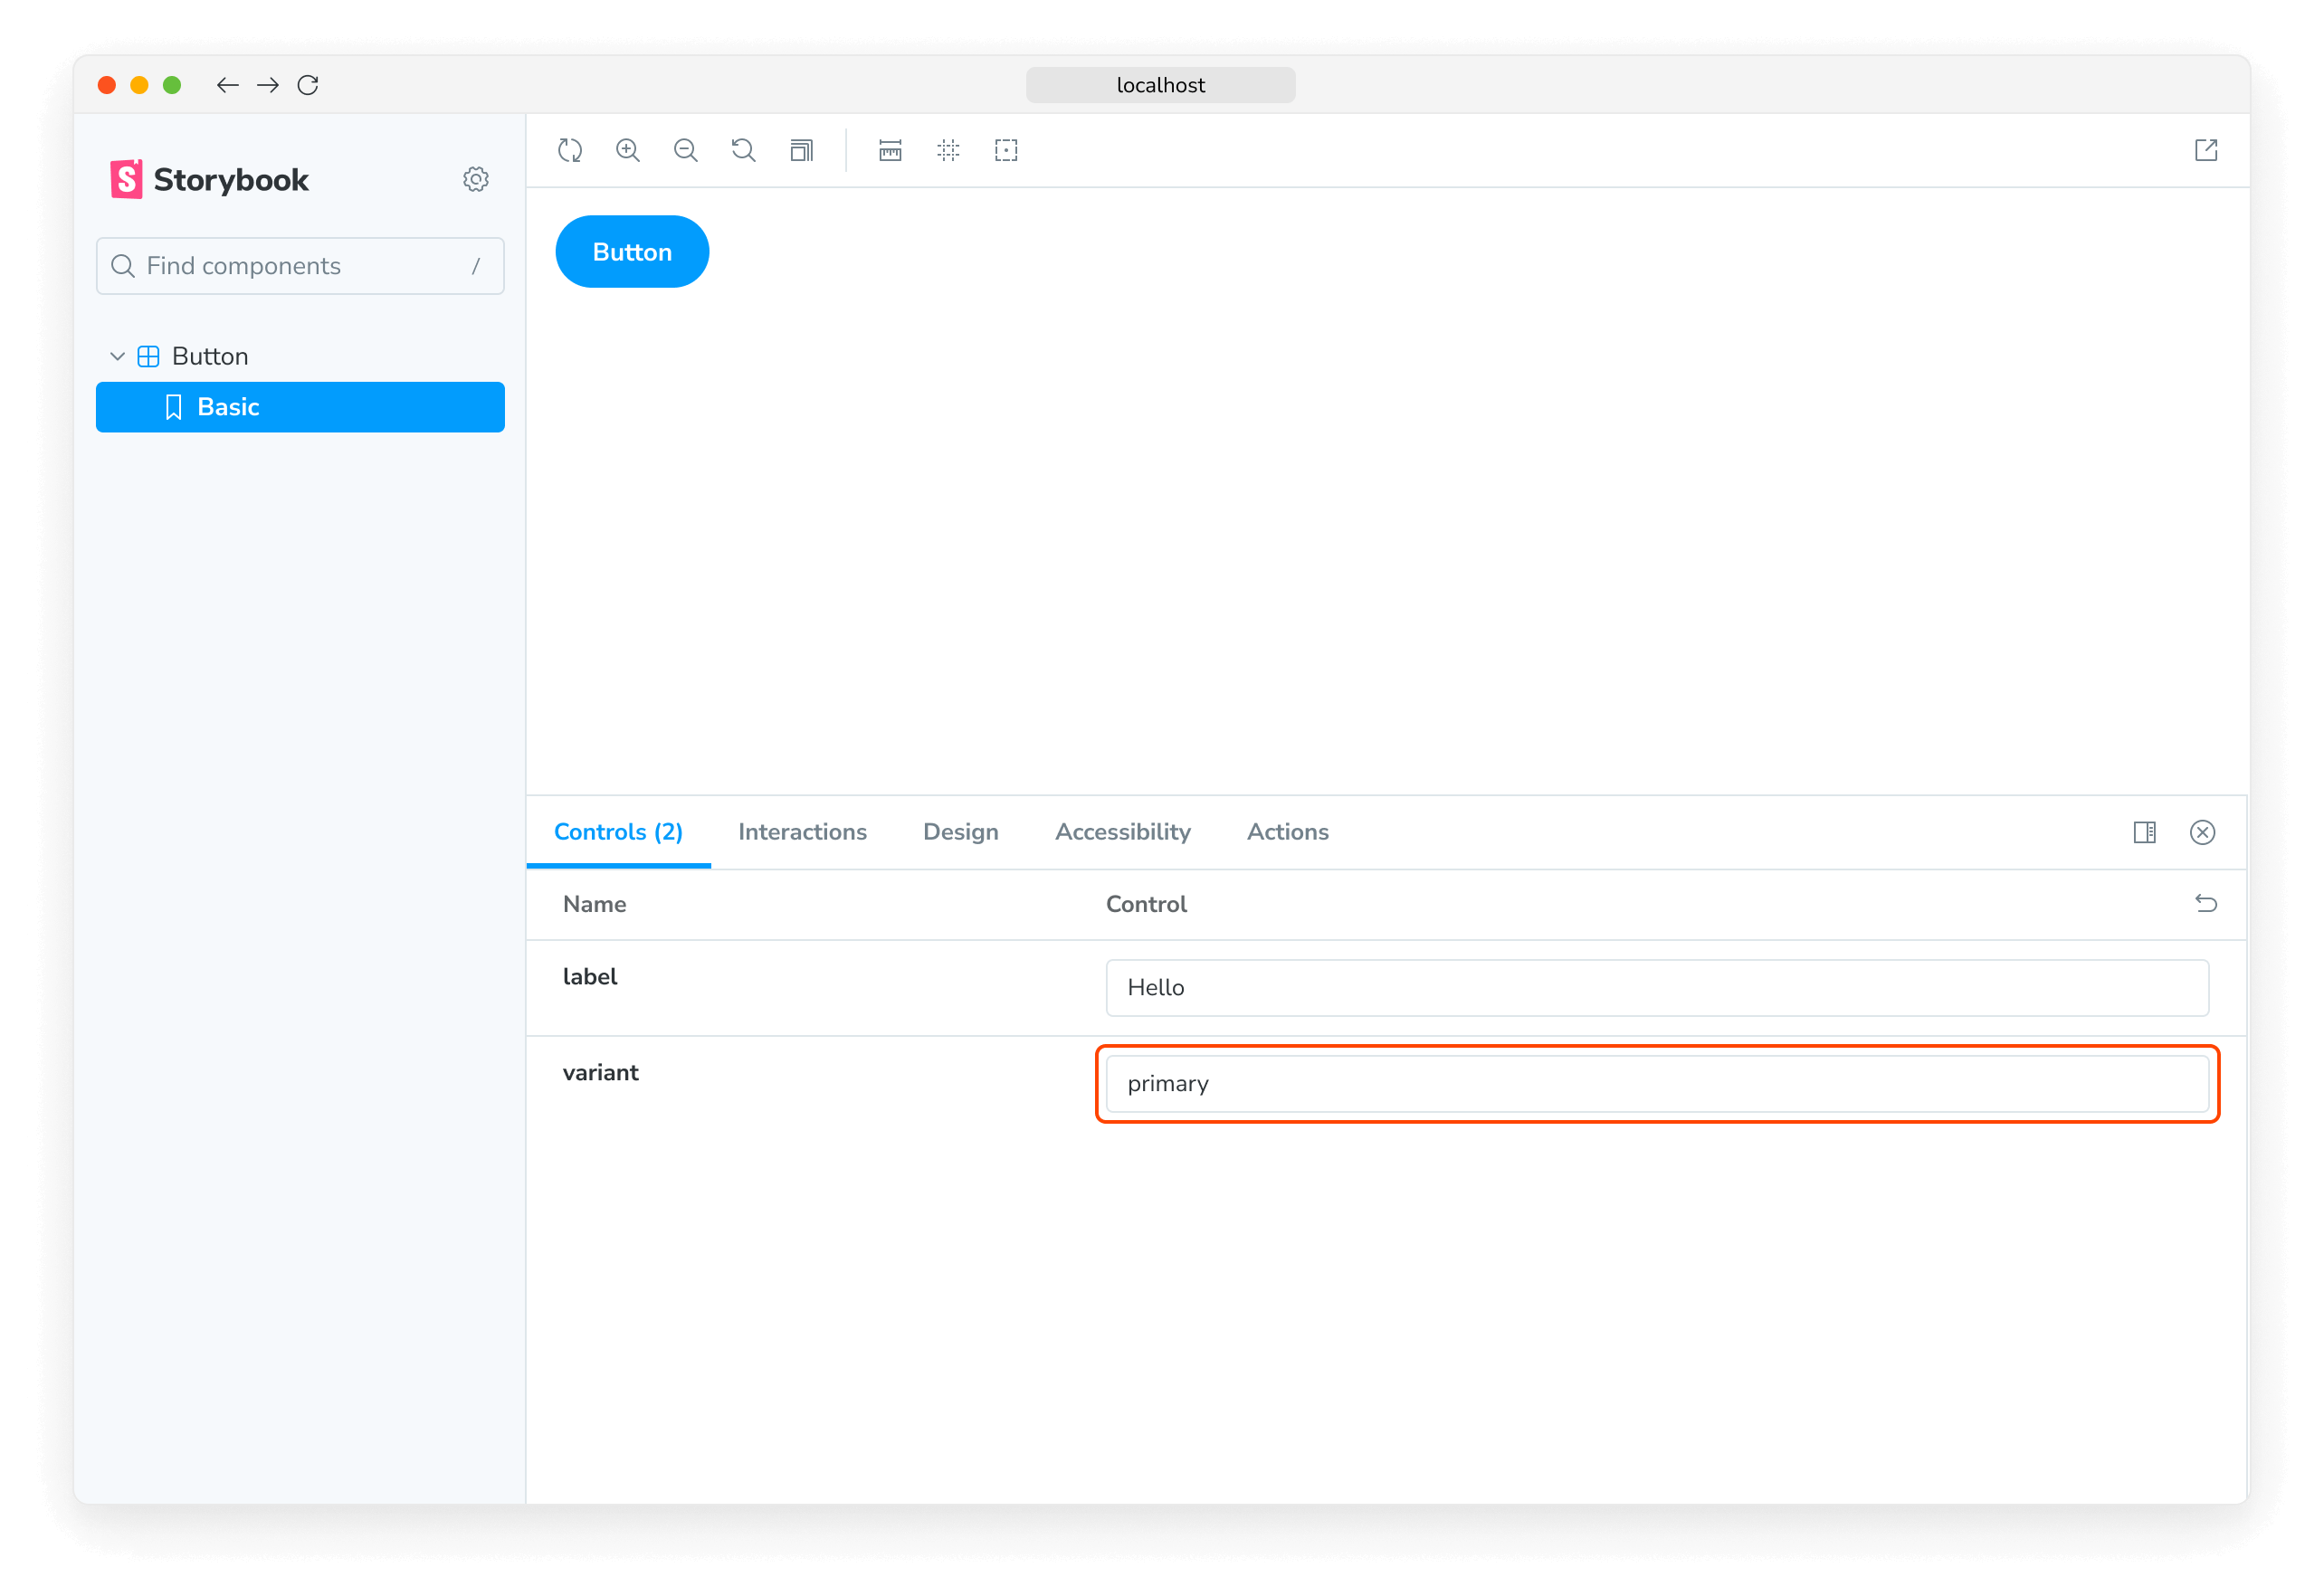 localhost
Storybook
Find components /
Button
Basic
Button
Controls (2) Interactions Design Accessibility Actions
Name Control
label Hello
variant primary